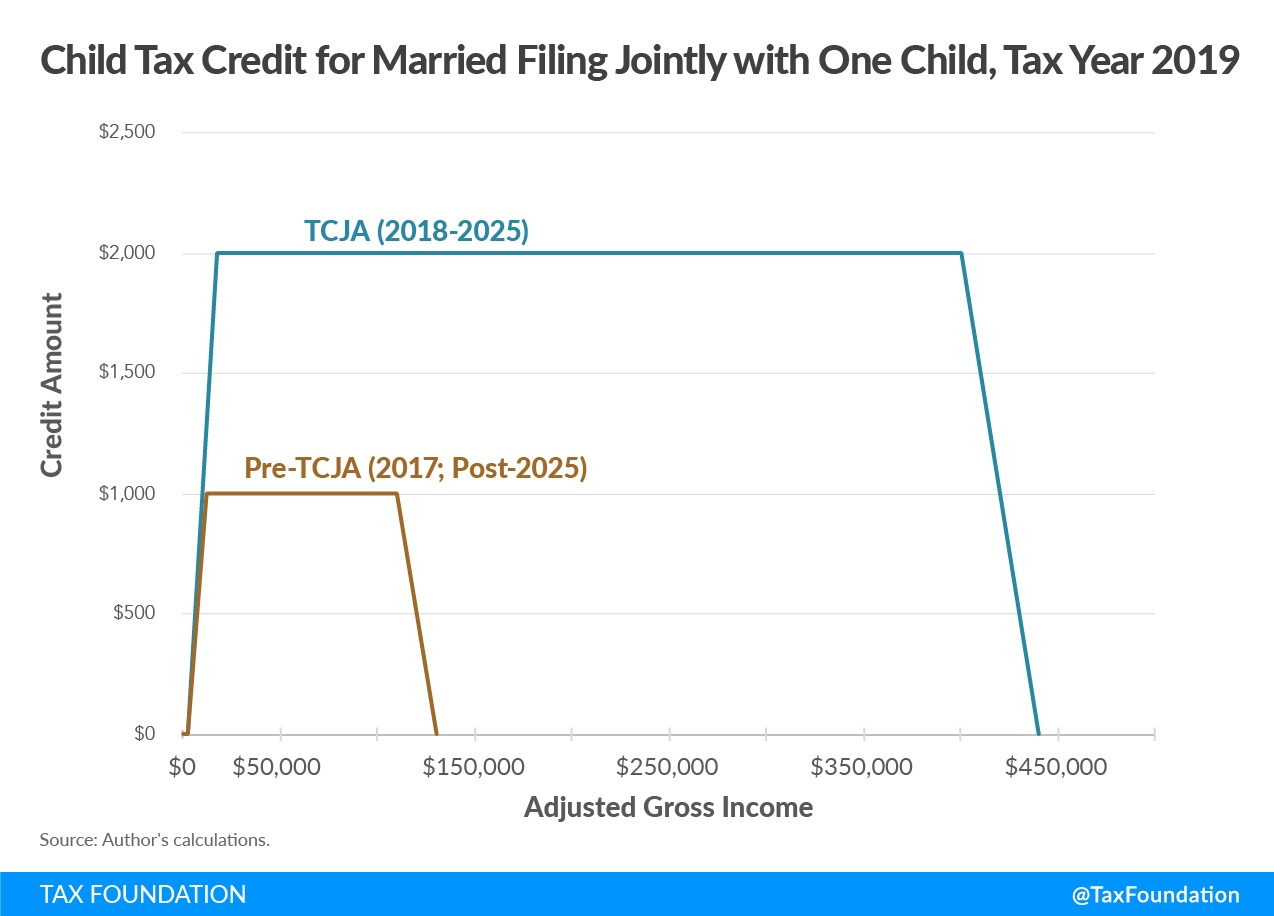 Child Tax Credit for Married Filing Jointly with One Child, Tax Year 2019
$2,500
TCJA (2018-2025)
$2,000
Credit Amount
$1,500
Pre-TCJA (2017; Post-2025)
$1,000
$500
$0
$0 $50,000 $150,000 $250,000 $350,000 $450,000
Adjusted Gross Income
Source: Author's calculations.
TAX FOUNDATION @TaxFoundation